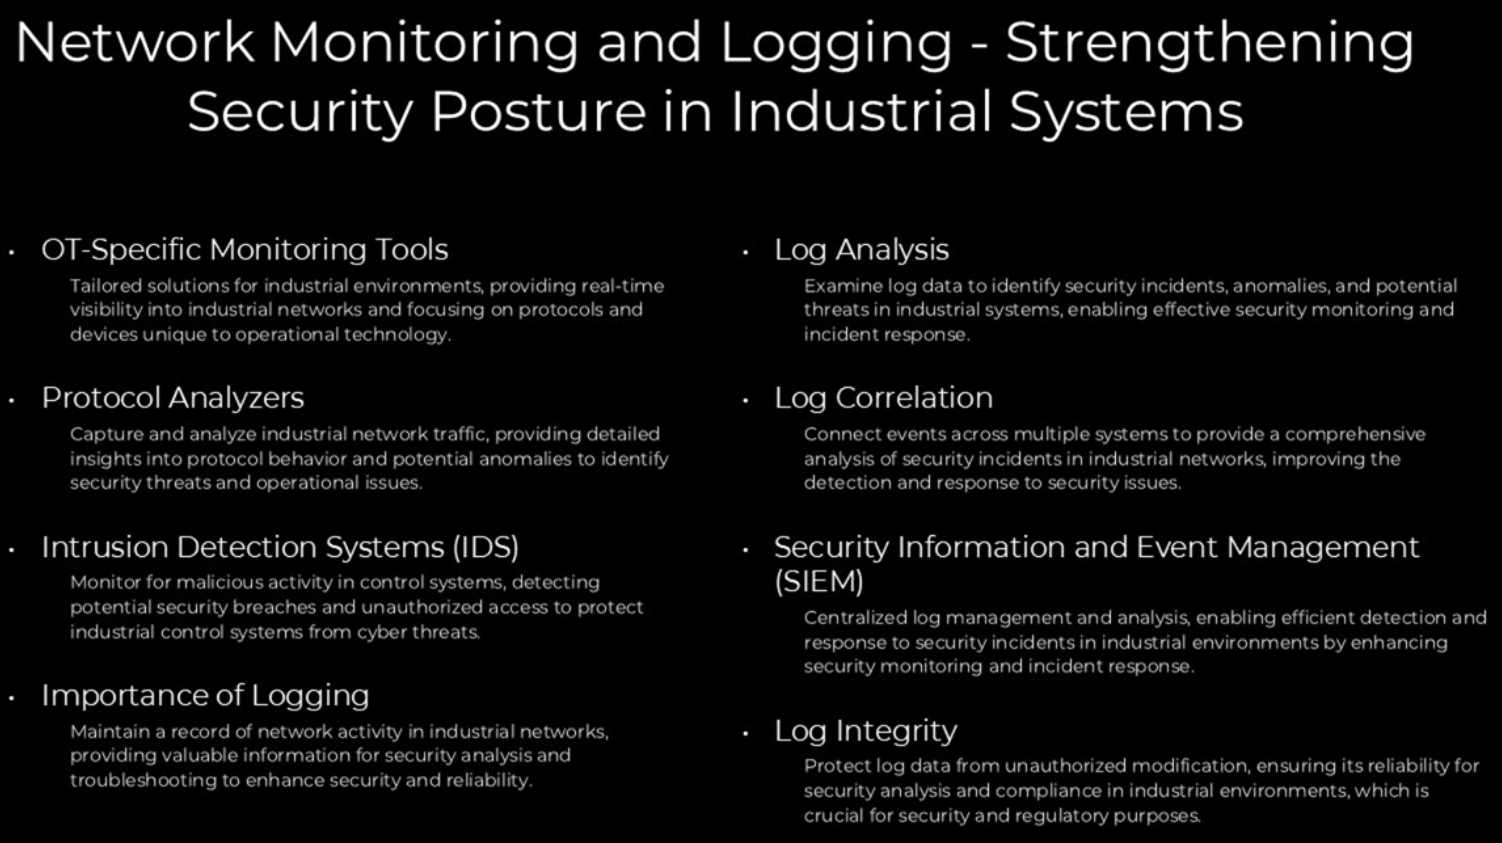 Network Monitoring and Logging - Strengthening
Security Posture in Industrial Systems
• OT-Specific Monitoring Tools
Tailored solutions for industrial environments, providing real-time
visibility into industrial networks and focusing on protocols and
devices unique to operational technology.
• Protocol Analyzers
Capture and analyze industrial network traffic, providing detailed
insights into protocol behavior and potential anomalies to identify
security threats and operational issues.
• Intrusion Detection Systems (IDS)
Monitor for malicious activity in control systems, detecting
potential security breaches and unauthorized access to protect
industrial control systems from cyber threats.
• Importance of Logging
Maintain a record of network activity in industrial networks,
providing valuable information for security analysis and
troubleshooting to enhance security and reliability.
• Log Analysis
Examine log data to identify security incidents, anomalies, and potential
threats in industrial systems, enabling effective security monitoring and
incident response.
• Log Correlation
Connect events across multiple systems to provide a comprehensive
analysis of security incidents in industrial networks, improving the
detection and response to security issues.
• Security Information and Event Management
(SIEM)
Centralized log management and analysis, enabling efficient detection and
response to security incidents in industrial environments by enhancing
security monitoring and incident response.
• Log Integrity
Protect log data from unauthorized modification, ensuring its reliability for
security analysis and compliance in industrial environments, which is
crucial for security and regulatory purposes.